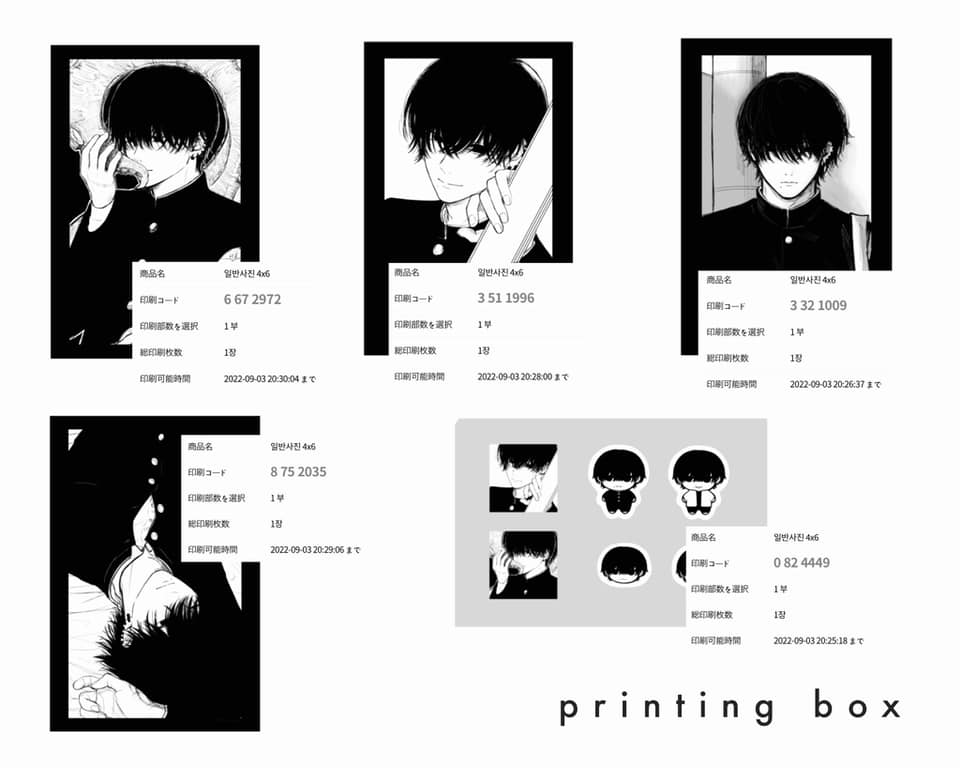 商品名 일반사진 4x6
印刷コード 6 67 2972
印刷部数を選択 1 부
総印刷枚数 1장
印刷可能時間 2022-09-03 20:30:04 まで
商品名 일반사진 4x6
印刷コード 3 51 1996
印刷部数を選択 1 부
総印刷枚数 1장
印刷可能時間 2022-09-03 20:28:00 まで
商品名 일반사진 4x6
印刷コード 3 32 1009
印刷部数を選択 1 부
総印刷枚数 1장
印刷可能時間 2022-09-03 20:26:37 まで
商品名 일반사진 4x6
印刷コード 8 75 2035
印刷部数を選択 1 부
総印刷枚数 1장
印刷可能時間 2022-09-03 20:29:06 まで
商品名 일반사진 4x6
印刷コード 0 82 4449
印刷部数を選択 1 부
総印刷枚数 1장
印刷可能時間 2022-09-03 20:25:18 まで
printing box